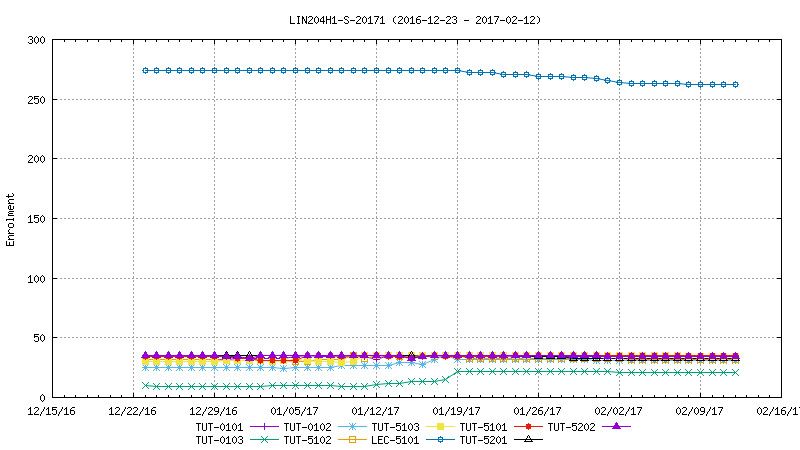 LIN204H1-S-20171 (2016-12-23 - 2017-02-12)
300
250
200
150
100
50
0
Enrolment
12/15/16 12/22/16 12/29/16 01/05/17 01/12/17 01/19/17 01/26/17 02/02/17 02/09/17 02/16/17
TUT-0101 TUT-0102 TUT-5103 TUT-5101 TUT-5202
TUT-0103 TUT-5102 LEC-5101 TUT-5201